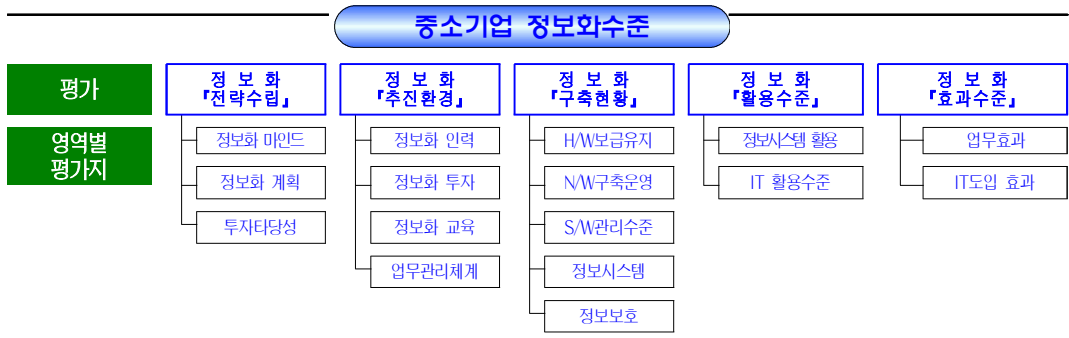 중소기업 정보화수준
평가
정 보 화
『전략수립』
정 보 화
『추진환경』
정 보 화
『구축현황』
정 보 화
『활용수준』
정 보 화
『효과수준』
영역별
평가지
정보화 마인드
정보화 계획
투자타당성
정보화 인력
정보화 투자
정보화 교육
업무관리체계
H/W보급유지
N/W구축운영
S/W관리수준
정보시스템
정보보호
정보시스템 활용
IT 활용수준
업무효과
IT도입 효과